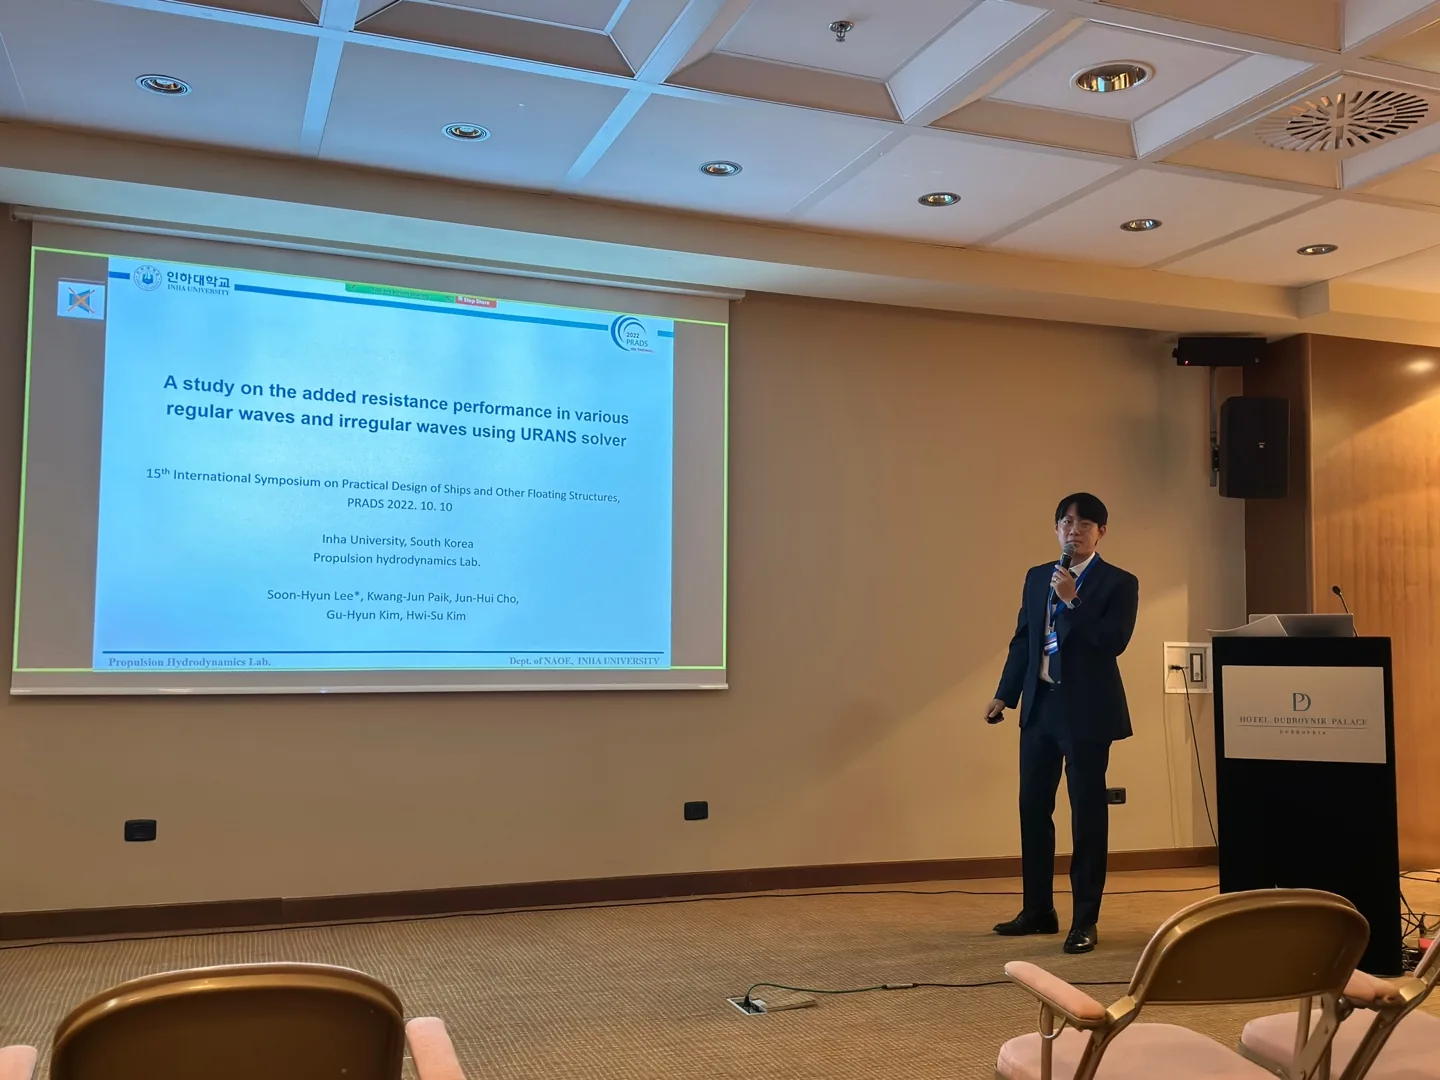 인하대학교
INHA UNIVERSITY
Stop Share
2022
PRADS
A study on the added resistance performance in various
regular waves and irregular waves using URANS solver
15th International Symposium on Practical Design of Ships and Other Floating Structures,
PRADS 2022. 10. 10
Inha University, South Korea
Propulsion hydrodynamics Lab.
Soon-Hyun Lee*, Kwang-Jun Paik, Jun-Hui Cho,
Gu-Hyun Kim, Hwi-Su Kim
Propulsion Hydrodynamics Lab.
Dept. of NAOE, INHA UNIVERSITY
HOTEL DUBROVNIK PALACE